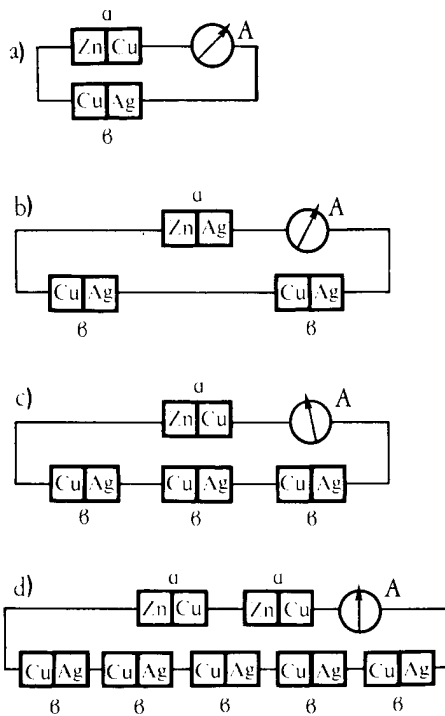 a
a) Zn Cu A
Cu Ag
в
a
b) Zn Ag A
Cu Ag Cu Ag
в в
a
c) Zn Cu A
Cu Ag Cu Ag Cu Ag
в в в
a a
d) Zn Cu Zn Cu A
Cu Ag Cu Ag Cu Ag Cu Ag Cu Ag
в в в в в